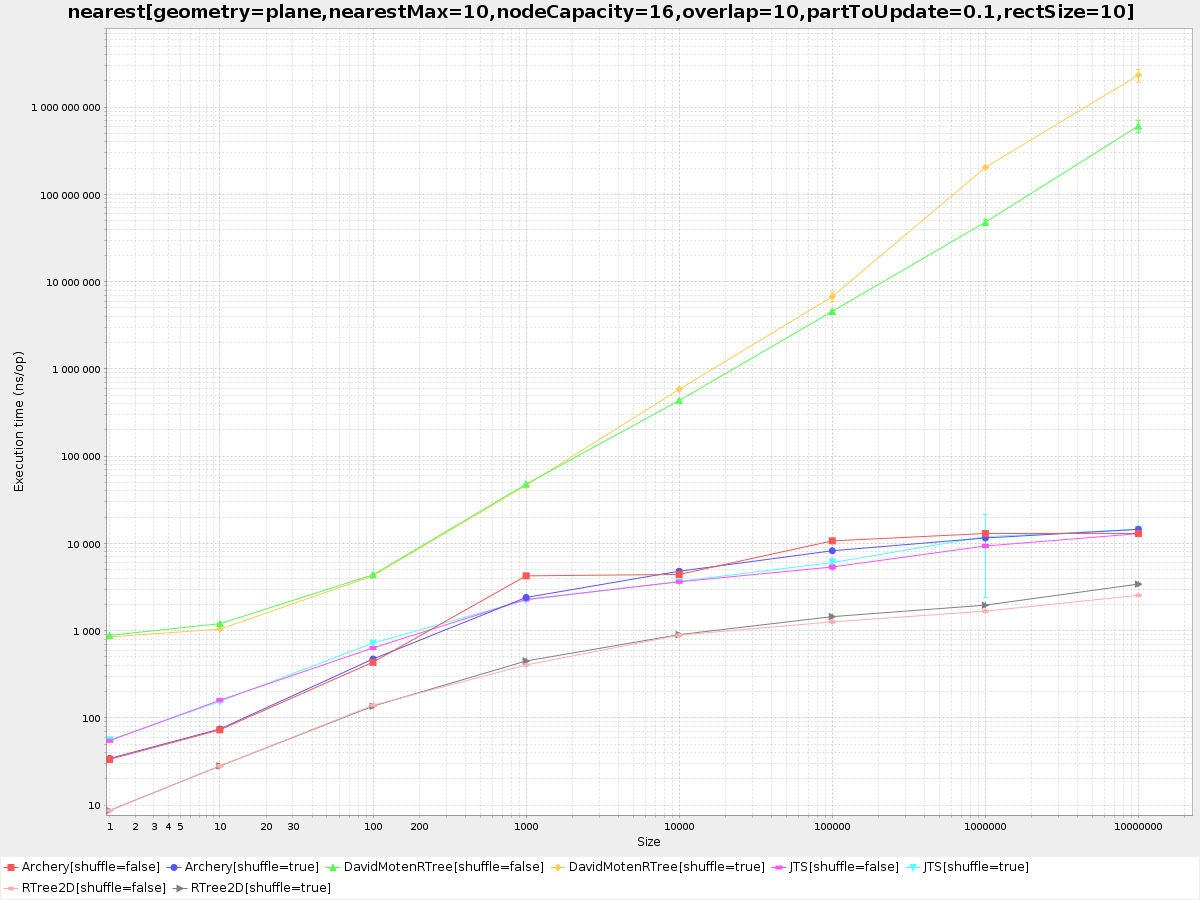 nearest[geometry=plane,nearestMax=10,nodeCapacity=16,overlap=10,partToUpdate=0.1,rectSize=10]
Execution time (ns/op)
1 000 000 000
100 000 000
10 000 000
1 000 000
100 000
10 000
1 000
100
10
1 2 3 4 5 10 20 30 100 200 1000 10000 100000 1000000 10000000
Size
Archery[shuffle=false] Archery[shuffle=true] DavidMotenRTree[shuffle=false] DavidMotenRTree[shuffle=true] JTS[shuffle=false] JTS[shuffle=true]
RTree2D[shuffle=false] RTree2D[shuffle=true]